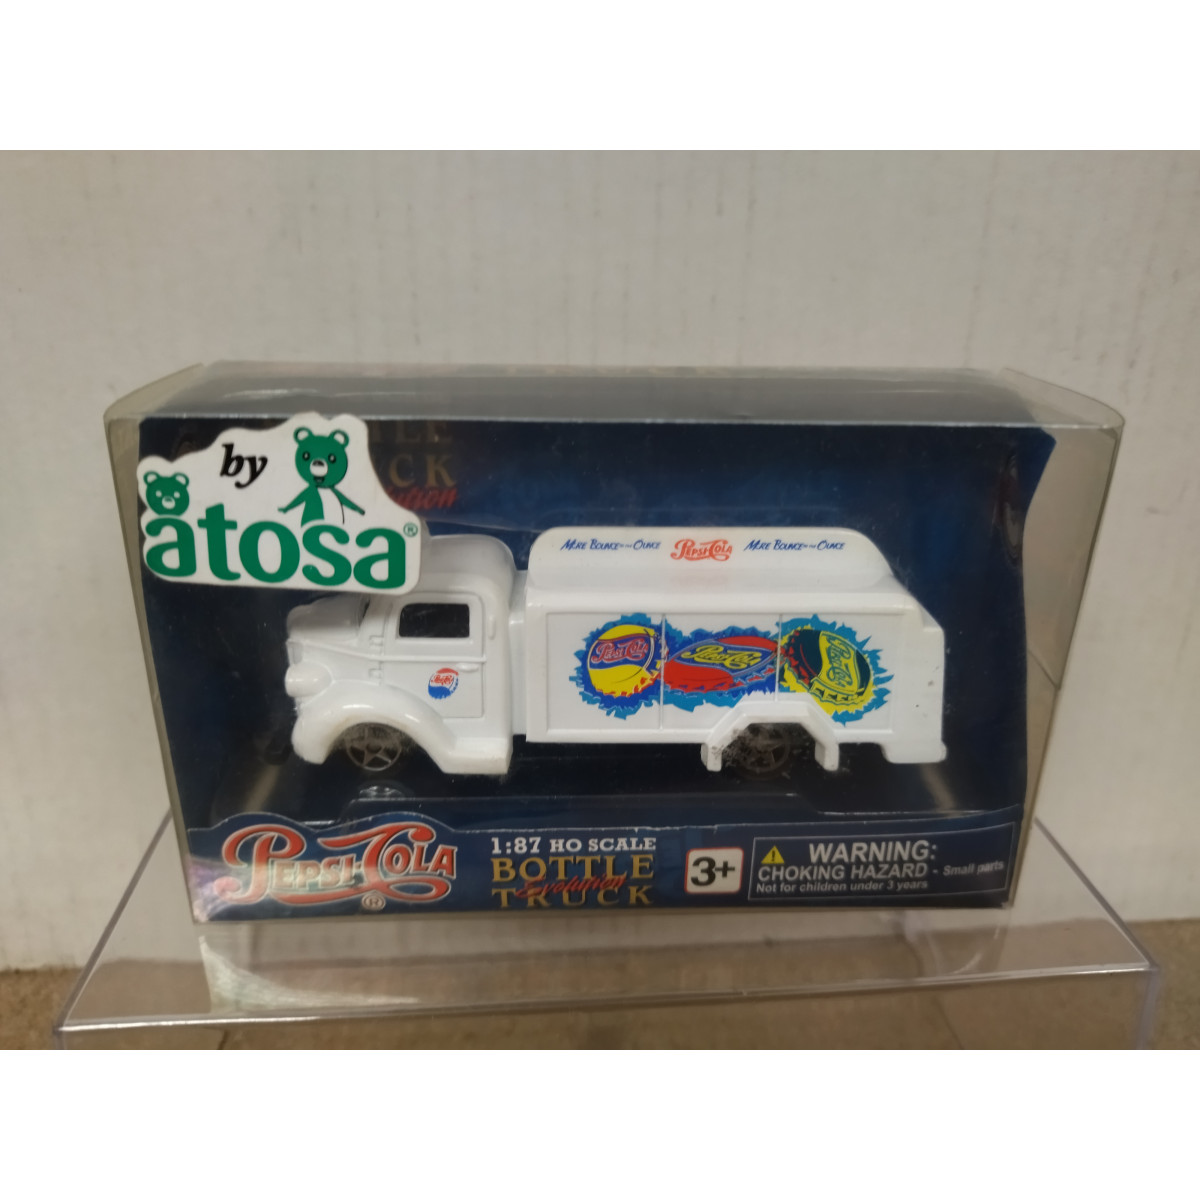 by
atosa®
CK
MORE BOUNCE TO THE OUNCE PEPSI-COLA MORE BOUNCE TO THE OUNCE
PEPSI-COLA PEPSI-COLA
PEPSI-COLA®
1:87 HO SCALE
BOTTLE
Evolution
TRUCK
3+
WARNING:
CHOKING HAZARD - Small parts
Not for children under 3 years